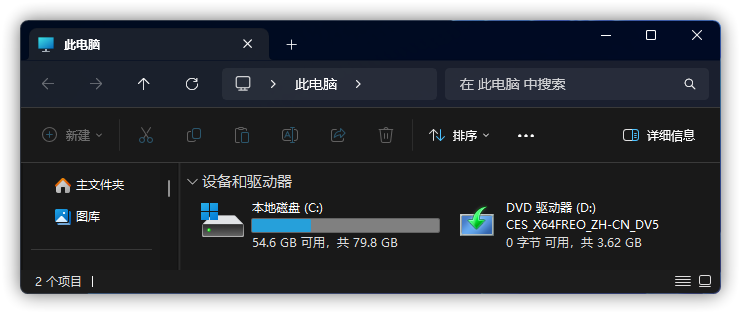 此电脑
此电脑
在 此电脑 中搜索
新建
排序
详细信息
主文件夹
图库
设备和驱动器
本地磁盘 (C:)
54.6 GB 可用，共 79.8 GB
DVD 驱动器 (D:)
CES_X64FREO_ZH-CN_DV5
0 字节 可用，共 3.62 GB
2 个项目